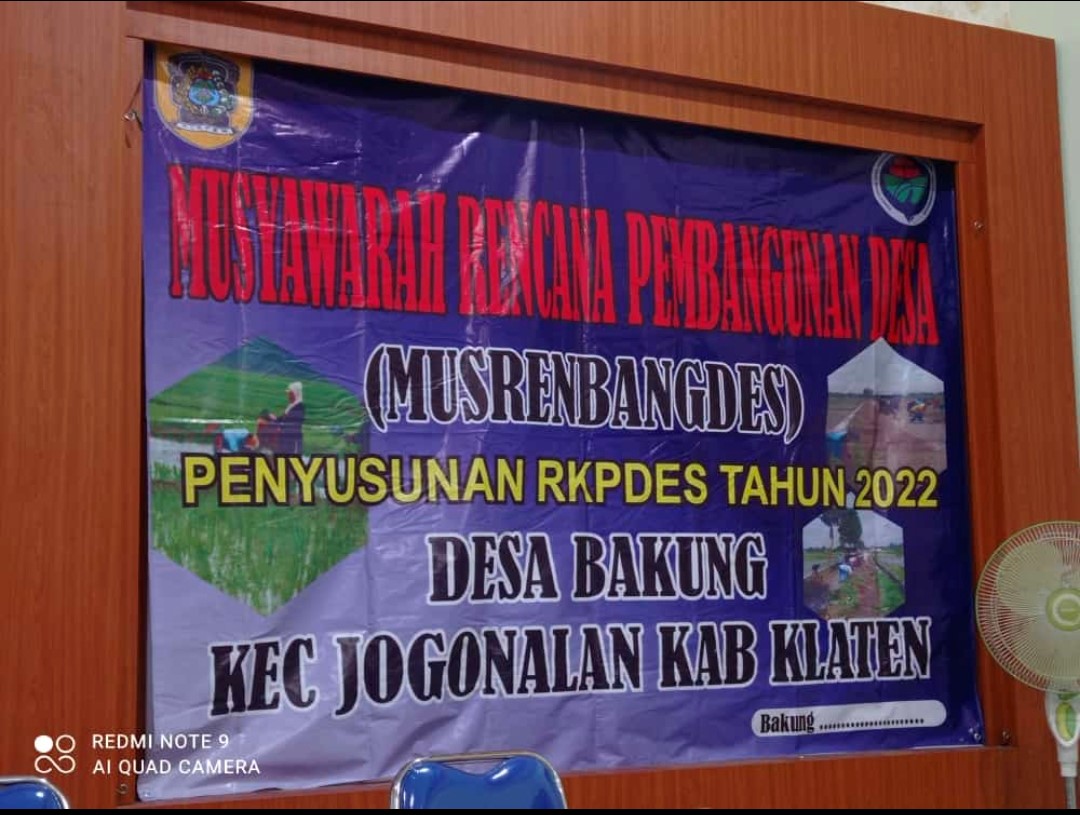 KLATEN
MUSYAWARAH RENCANA PEMBANGUNAN DESA
(MUSRENBANGDES)
PENYUSUNAN RKPDES TAHUN 2022
DESA BAKUNG
KEC JOGONALAN KAB KLATEN
Bakung ........................
REDMI NOTE 9
AI QUAD CAMERA